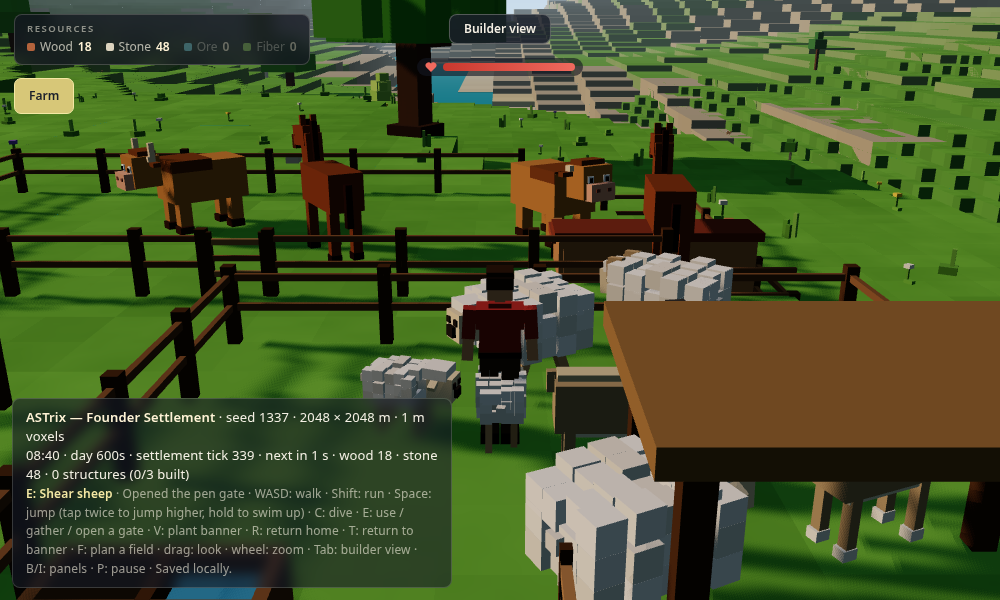 RESOURCES
Wood 18 Stone 48 Ore 0 Fiber 0
Builder view
Farm
ASTrix — Founder Settlement · seed 1337 · 2048 × 2048 m · 1 m
voxels
08:40 · day 600s · settlement tick 339 · next in 1 s · wood 18 · stone
48 · 0 structures (0/3 built)
E: Shear sheep · Opened the pen gate · WASD: walk · Shift: run · Space:
jump (tap twice to jump higher, hold to swim up) · C: dive · E: use /
gather / open a gate · V: plant banner · R: return home · T: return to
banner · F: plan a field · drag: look · wheel: zoom · Tab: builder view ·
B/I: panels · P: pause · Saved locally.